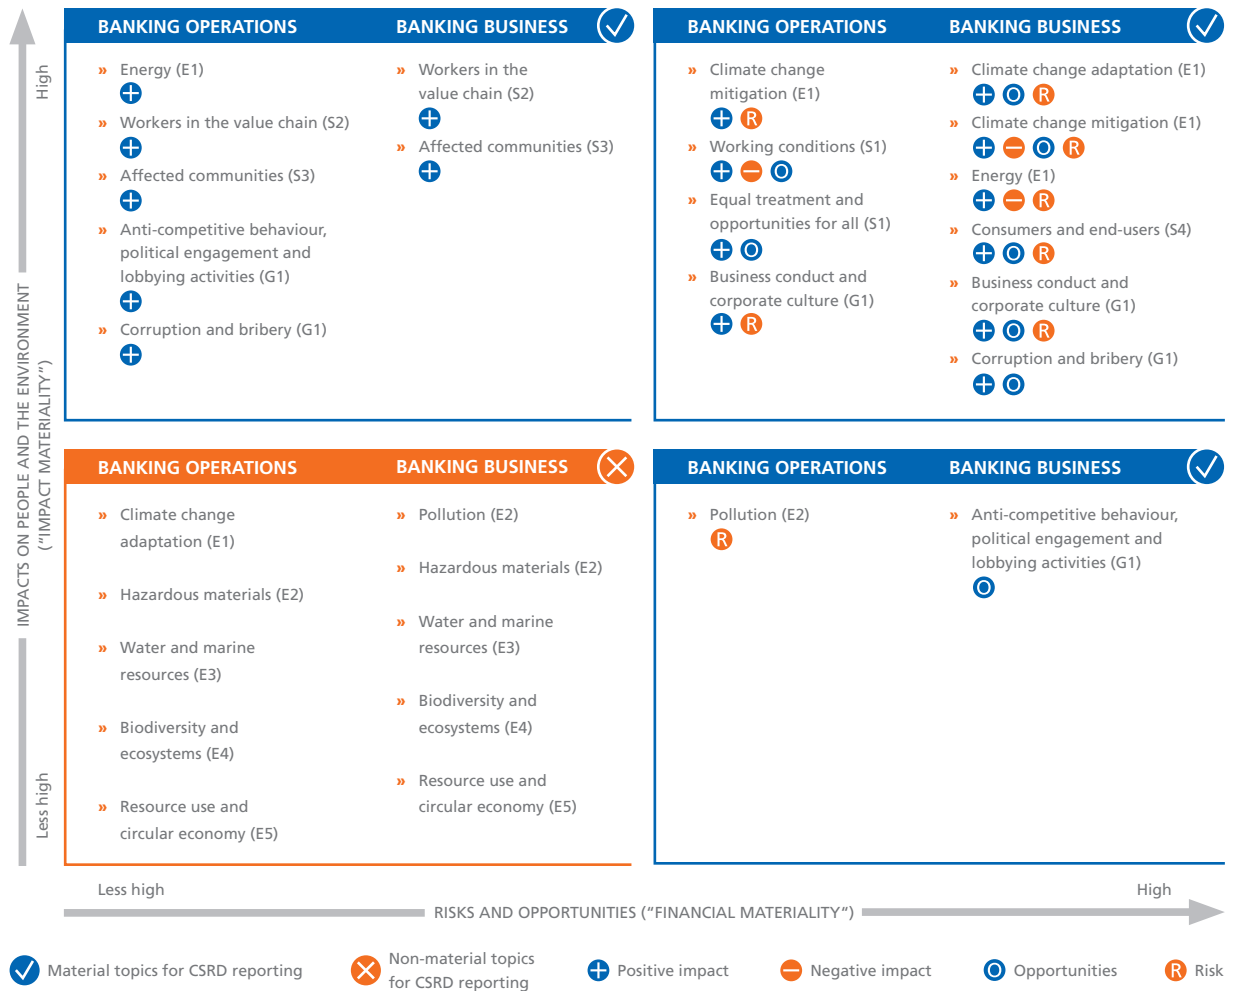 BANKING OPERATIONS
BANKING BUSINESS
» Energy (E1)
» Workers in the value chain (S2)
» Affected communities (S3)
» Anti-competitive behaviour,
political engagement and
lobbying activities (G1)
» Corruption and bribery (G1)
» Workers in the
value chain (S2)
» Affected communities (S3)
BANKING OPERATIONS
BANKING BUSINESS
» Climate change
mitigation (E1)
R
» Working conditions (S1)
O
» Equal treatment and
opportunities for all (S1)
O
» Business conduct and
corporate culture (G1)
R
» Climate change adaptation (E1)
O R
» Climate change mitigation (E1)
O R
» Energy (E1)
R
» Consumers and end-users (S4)
O R
» Business conduct and
corporate culture (G1)
O R
» Corruption and bribery (G1)
O
BANKING OPERATIONS
BANKING BUSINESS
» Climate change
adaptation (E1)
» Hazardous materials (E2)
» Water and marine
resources (E3)
» Biodiversity and
ecosystems (E4)
» Resource use and
circular economy (E5)
» Pollution (E2)
» Hazardous materials (E2)
» Water and marine
resources (E3)
» Biodiversity and
ecosystems (E4)
» Resource use and
circular economy (E5)
BANKING OPERATIONS
BANKING BUSINESS
» Pollution (E2)
R
» Anti-competitive behaviour,
political engagement and
lobbying activities (G1)
O
High
IMPACTS ON PEOPLE AND THE ENVIRONMENT
("IMPACT MATERIALITY")
Less high
Less high
High
RISKS AND OPPORTUNITIES ("FINANCIAL MATERIALITY“)
Material topics for CSRD reporting
Non-material topics
for CSRD reporting
Positive impact
Negative impact
O Opportunities
R Risk